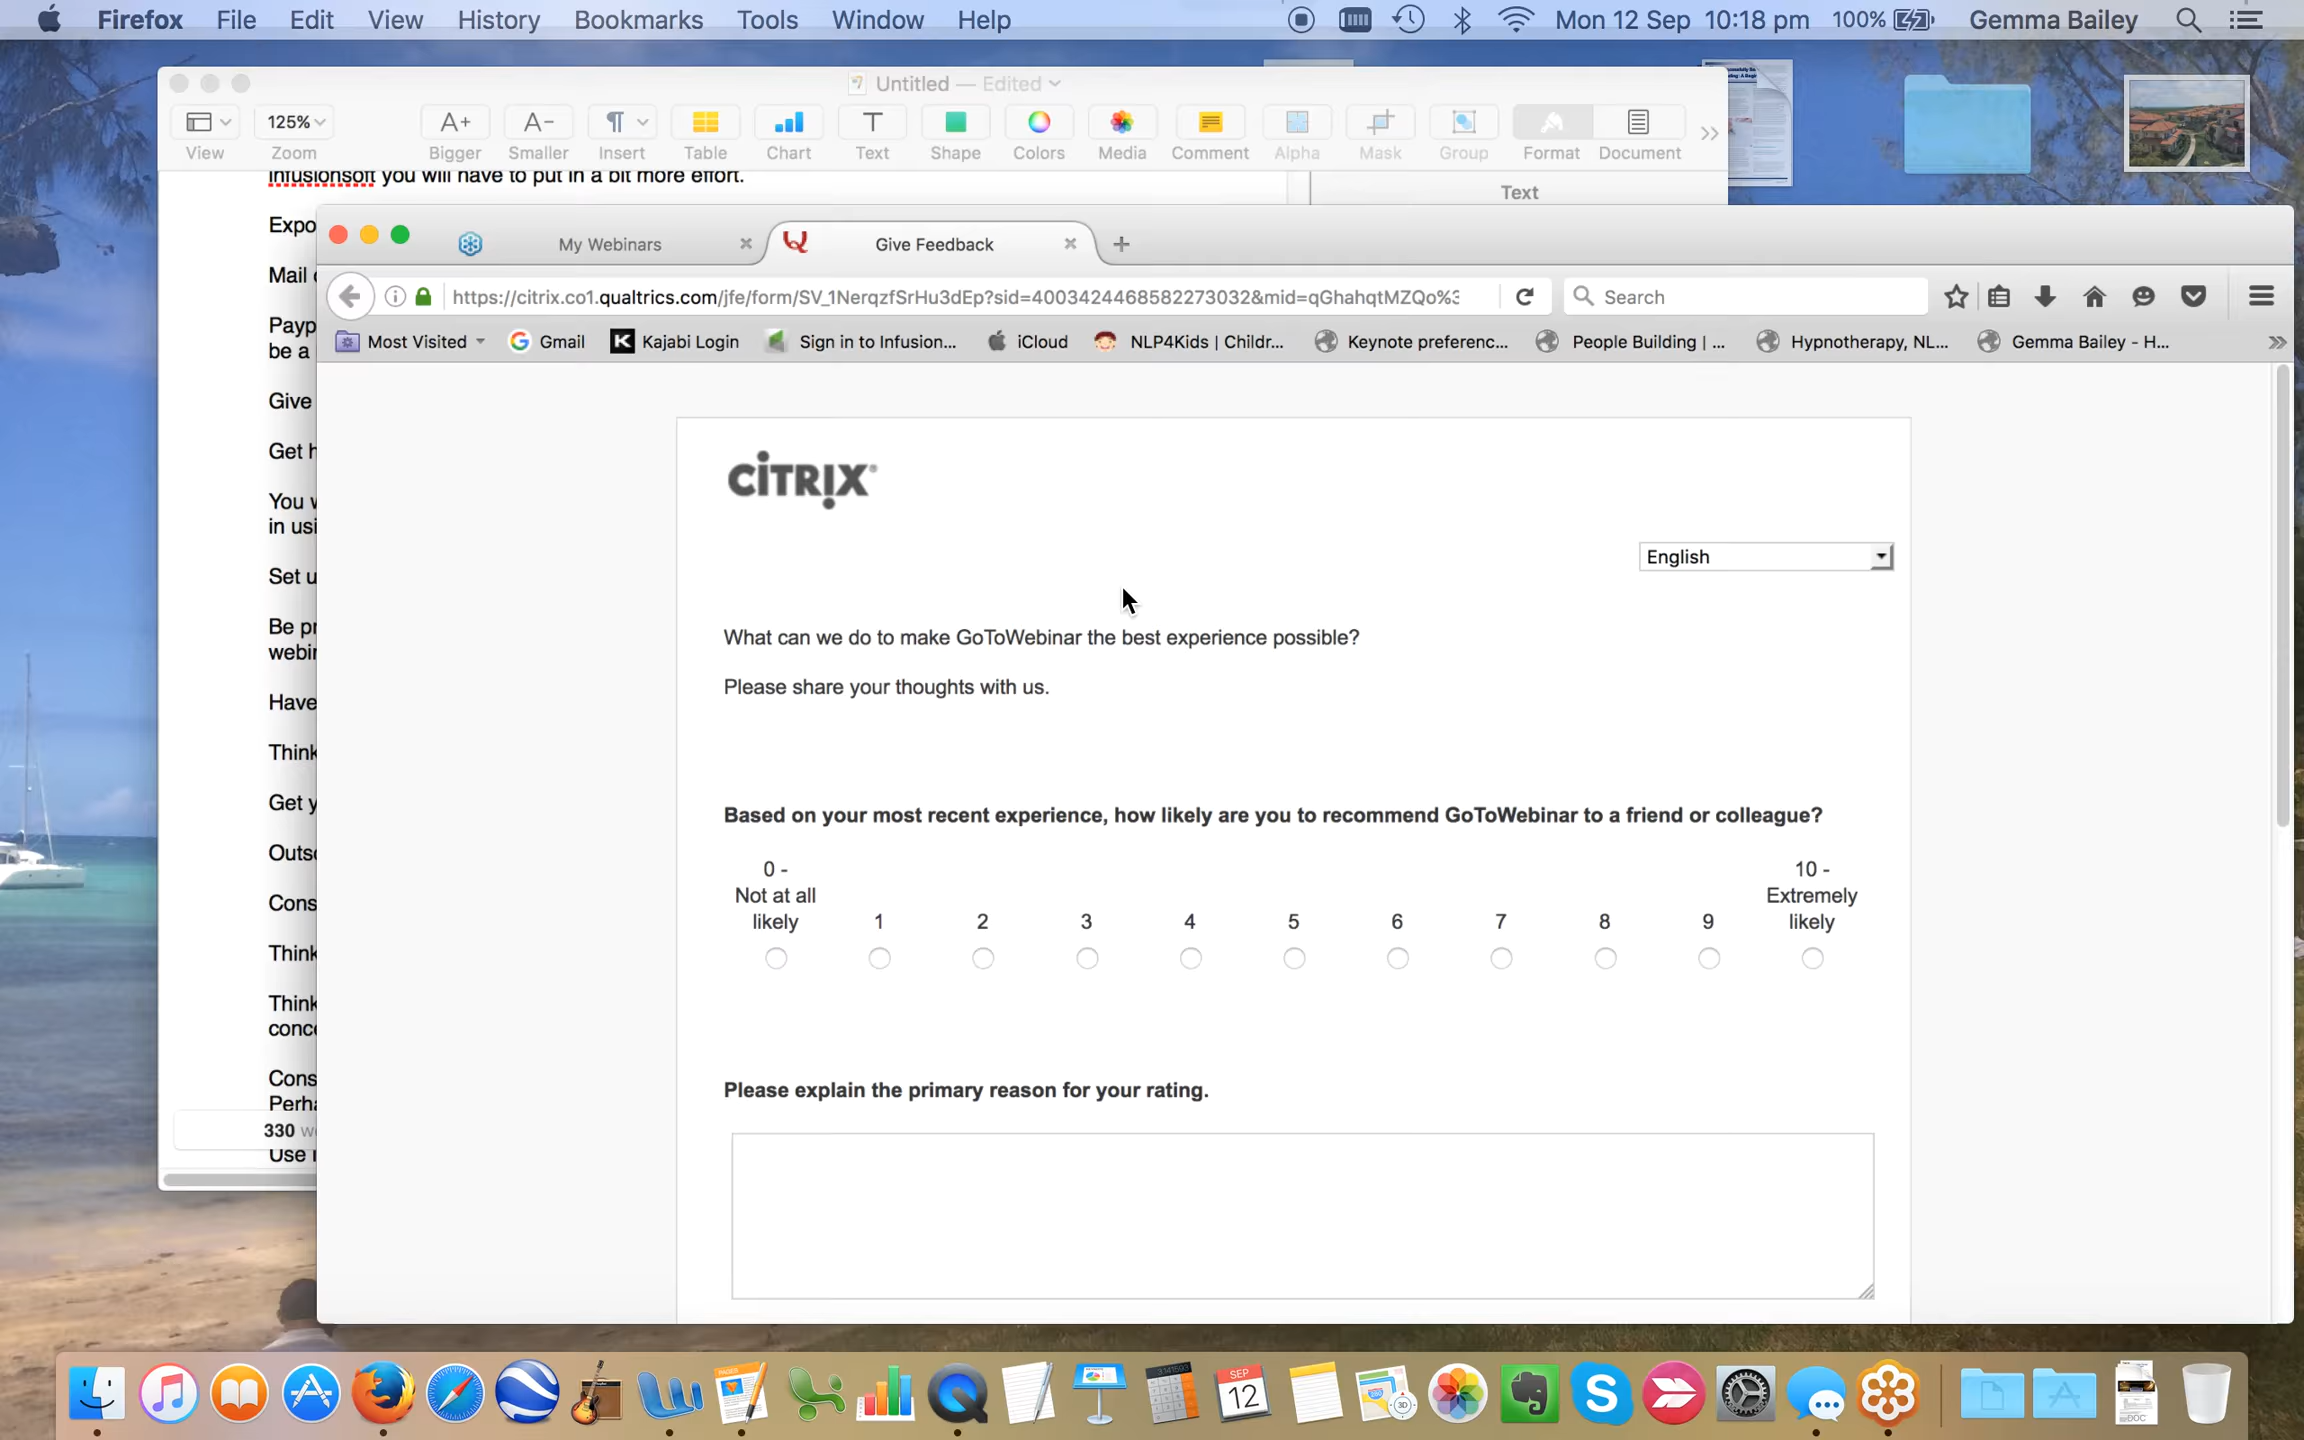 Firefox File Edit View History Bookmarks Tools Window Help Mon 12 Sep 10:18 pm 100% Gemma Bailey
Untitled — Edited
125% A+ A- T
View Zoom Bigger Smaller Insert Table Chart Text Shape Colors Media Comment Alpha Mask Group Format Document
infusionsoft you will have to put in a bit more effort.
Text
Expo
Mail
Payp
be a
Give
Get h
You w
in usi
Set u
Be pr
webin
Have
Think
Get y
Outs
Cons
Think
Think
conc
Cons
Perha
330 w
Use
My Webinars Give Feedback
https://citrix.co1.qualtrics.com/jfe/form/SV_1NerqzfSrHu3dEp?sid=4003424468582273032&mid=qGhahqtMZQo%3
Search
Most Visited Gmail Kajabi Login Sign in to Infusion... iCloud NLP4Kids | Childr... Keynote preferenc... People Building | ... Hypnotherapy, NL... Gemma Bailey - H...
CITRIX®
English
What can we do to make GoToWebinar the best experience possible?
Please share your thoughts with us.
Based on your most recent experience, how likely are you to recommend GoToWebinar to a friend or colleague?
0 - 10 -
Not at all Extremely
likely 1 2 3 4 5 6 7 8 9 likely
Please explain the primary reason for your rating.
SEP
12
PAGES
3D
DOC